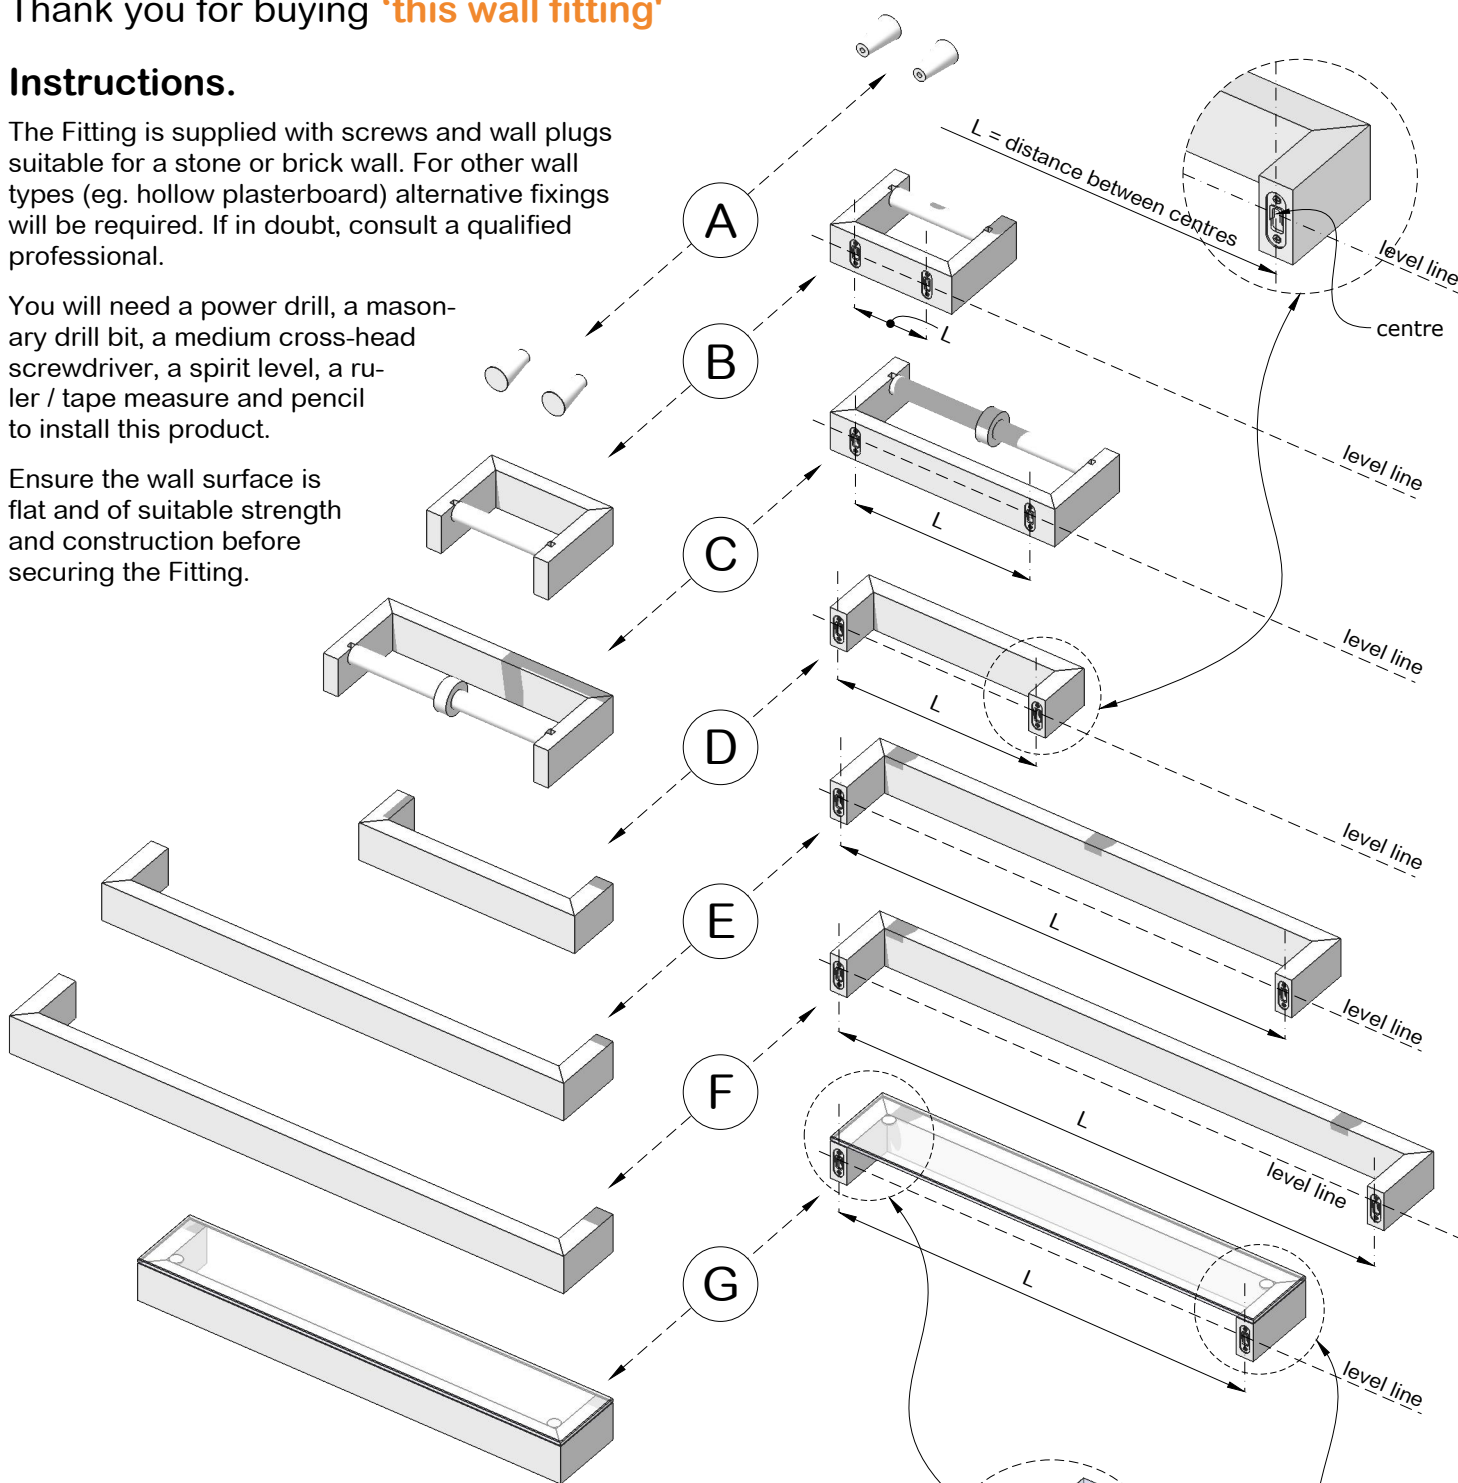 Thank you for buying 'this wall fitting'
Instructions.
The Fitting is supplied with screws and wall plugs
suitable for a stone or brick wall. For other wall
types (eg. hollow plasterboard) alternative fixings
will be required. If in doubt, consult a qualified
professional.
You will need a power drill, a mason-
ary drill bit, a medium cross-head
screwdriver, a spirit level, a ru-
ler / tape measure and pencil
to install this product.
Ensure the wall surface is
flat and of suitable strength
and construction before
securing the Fitting.
A
L = distance between centres
level line
centre
B
L
level line
C
L
level line
D
L
level line
E
L
level line
F
L
level line
G
L
level line